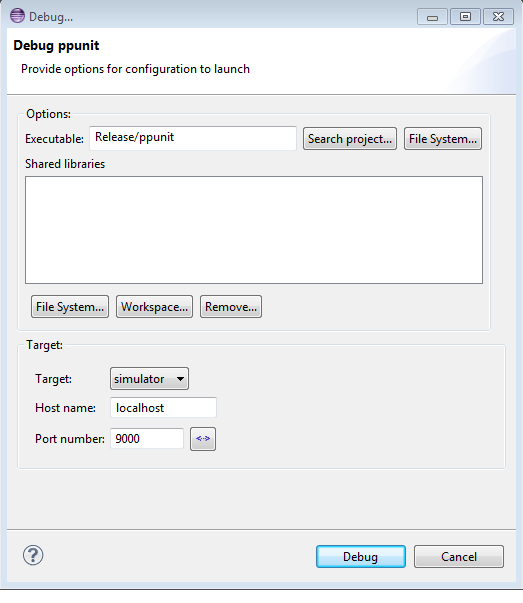 Debug...
Debug ppunit
Provide options for configuration to launch
Options:
Executable: Release/ppunit Search project... File System...
Shared libraries
File System... Workspace... Remove...
Target:
Target: simulator
Host name: localhost
Port number: 9000 <->
? Debug Cancel